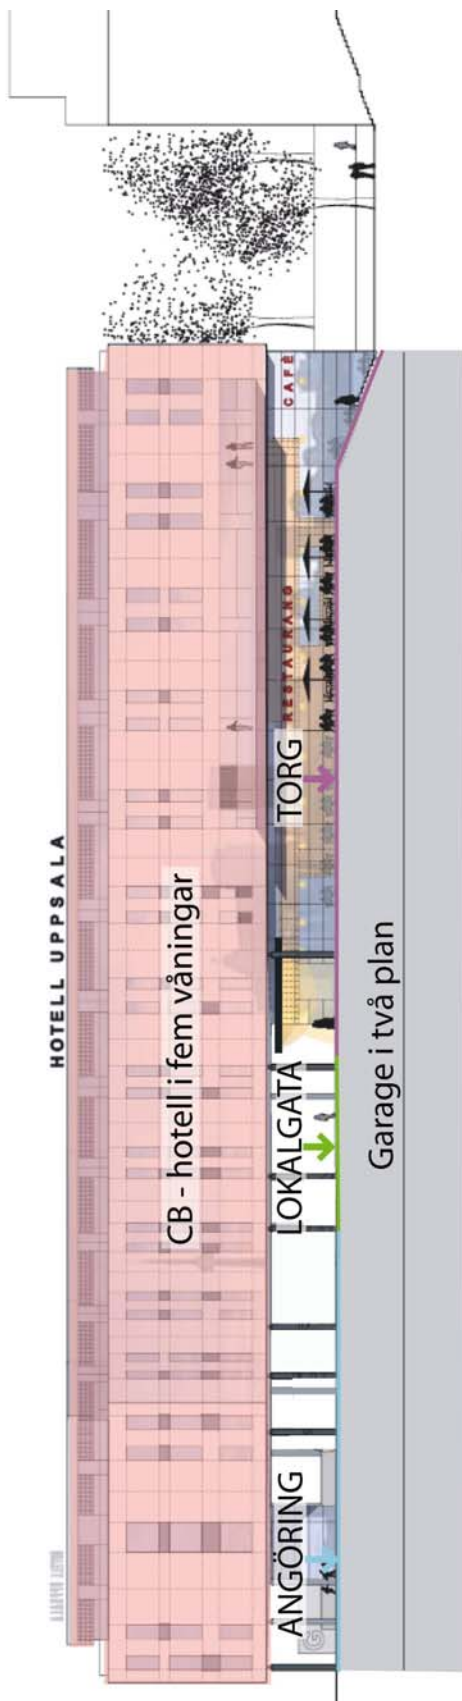 HOTELL UPPSALA
CB - hotell i fem våningar
CAFÉ
RESTAURANG
TORG
LOKALGATA
ANGÖRING
G
Garage i två plan